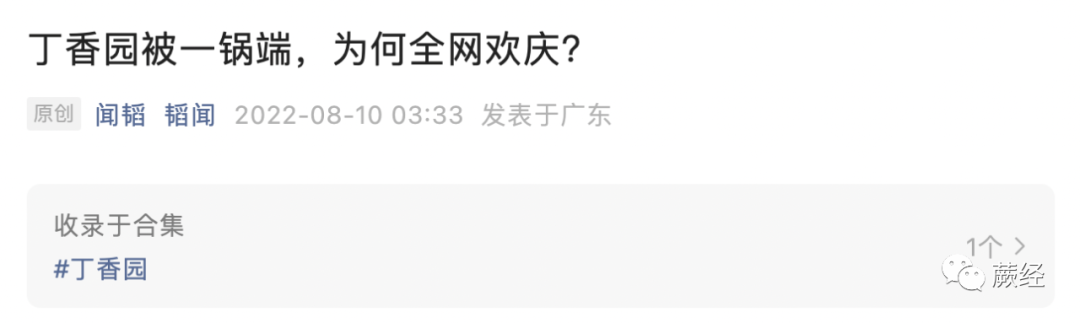 丁香园被一锅端，为何全网欢庆？
原创 闻韬 韬闻 2022-08-10 03:33 发表于广东
收录于合集
1个
#丁香园
蕨经